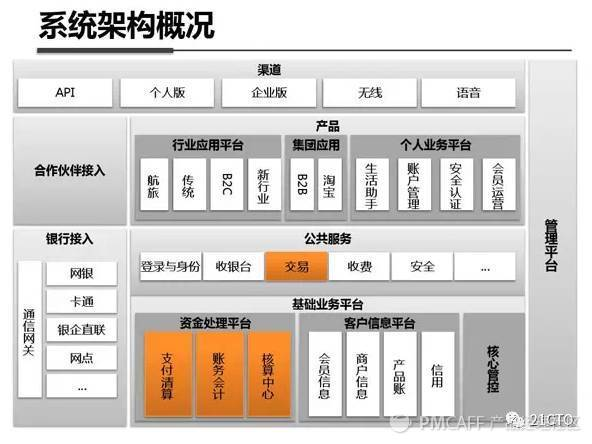 系统架构概况
渠道
API
个人版
企业版
无线
语音
合作伙伴接入
产品
行业应用平台
航旅
传统
B2C
新行业
集团应用
B2B
淘宝
个人业务平台
生活助手
账户管理
安全认证
会员运营
管理平台
银行接入
通信网关
网银
卡通
银企直联
网点
...
公共服务
登录与身份
收银台
交易
收费
安全
...
基础业务平台
资金处理平台
支付清算
账务会计
核算中心
客户信息平台
会员信息
商户信息
产品账
信用
核心管控
21CTO
PMCAFF